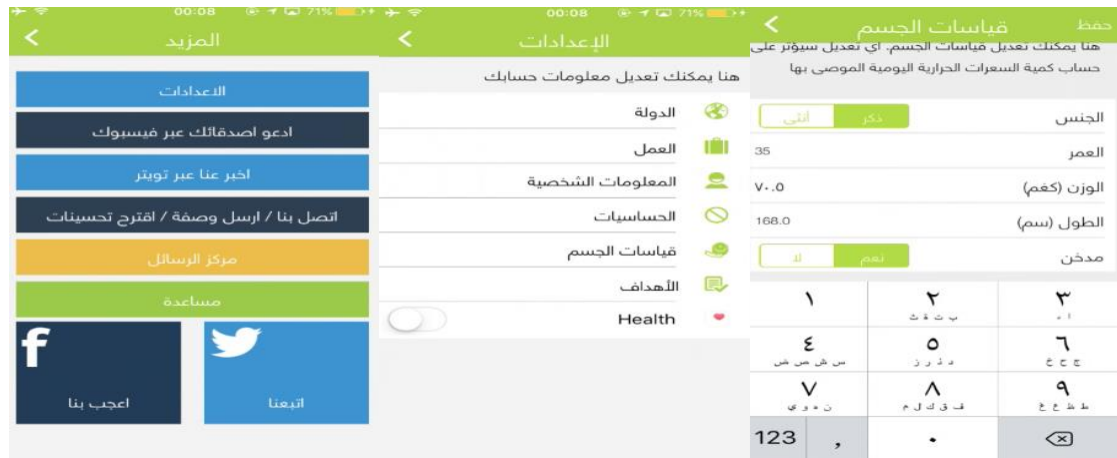 00:08
71%
المزيد
الاعدادات
ادعو اصدقائك عبر فيسبوك
اخبر عنا عبر تويتر
اتصل بنا / ارسل وصفة / اقترح تحسينات
مركز الرسائل
مساعدة
اعجب بنا
اتبعنا
00:08
71%
الإعدادات
هنا يمكنك تعديل معلومات حسابك
الدولة
العمل
المعلومات الشخصية
الحساسيات
قياسات الجسم
الأهداف
Health
حفظ
قياسات الجسم
هنا يمكنك تعديل قياسات الجسم. أي تعديل سيؤثر على
حساب كمية السعرات الحرارية اليومية الموصى بها
الجنس ذكر أنثى
العمر 35
الوزن (كغم) ٧٠.٥
الطول (سم) 168.0
مدخن نعم لا
١ ٢ ٣
ب ت ة ث ا ء
٤ ٥ ٦
س ش ص ض د ذ ر ز ج ح خ
٧ ٨ ٩
ن ه و ي ف ق ك ل م ط ظ ع غ
123 , ٠